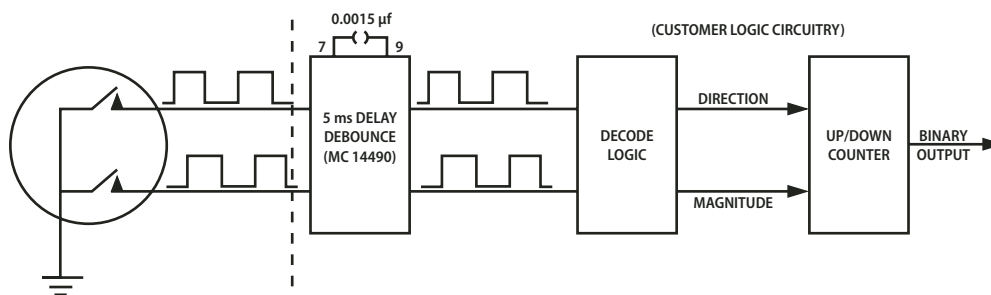 0.0015 µf
7 9
(CUSTOMER LOGIC CIRCUITRY)
5 ms DELAY
DEBOUNCE
(MC 14490)
DECODE
LOGIC
DIRECTION
MAGNITUDE
UP/DOWN
COUNTER
BINARY
OUTPUT